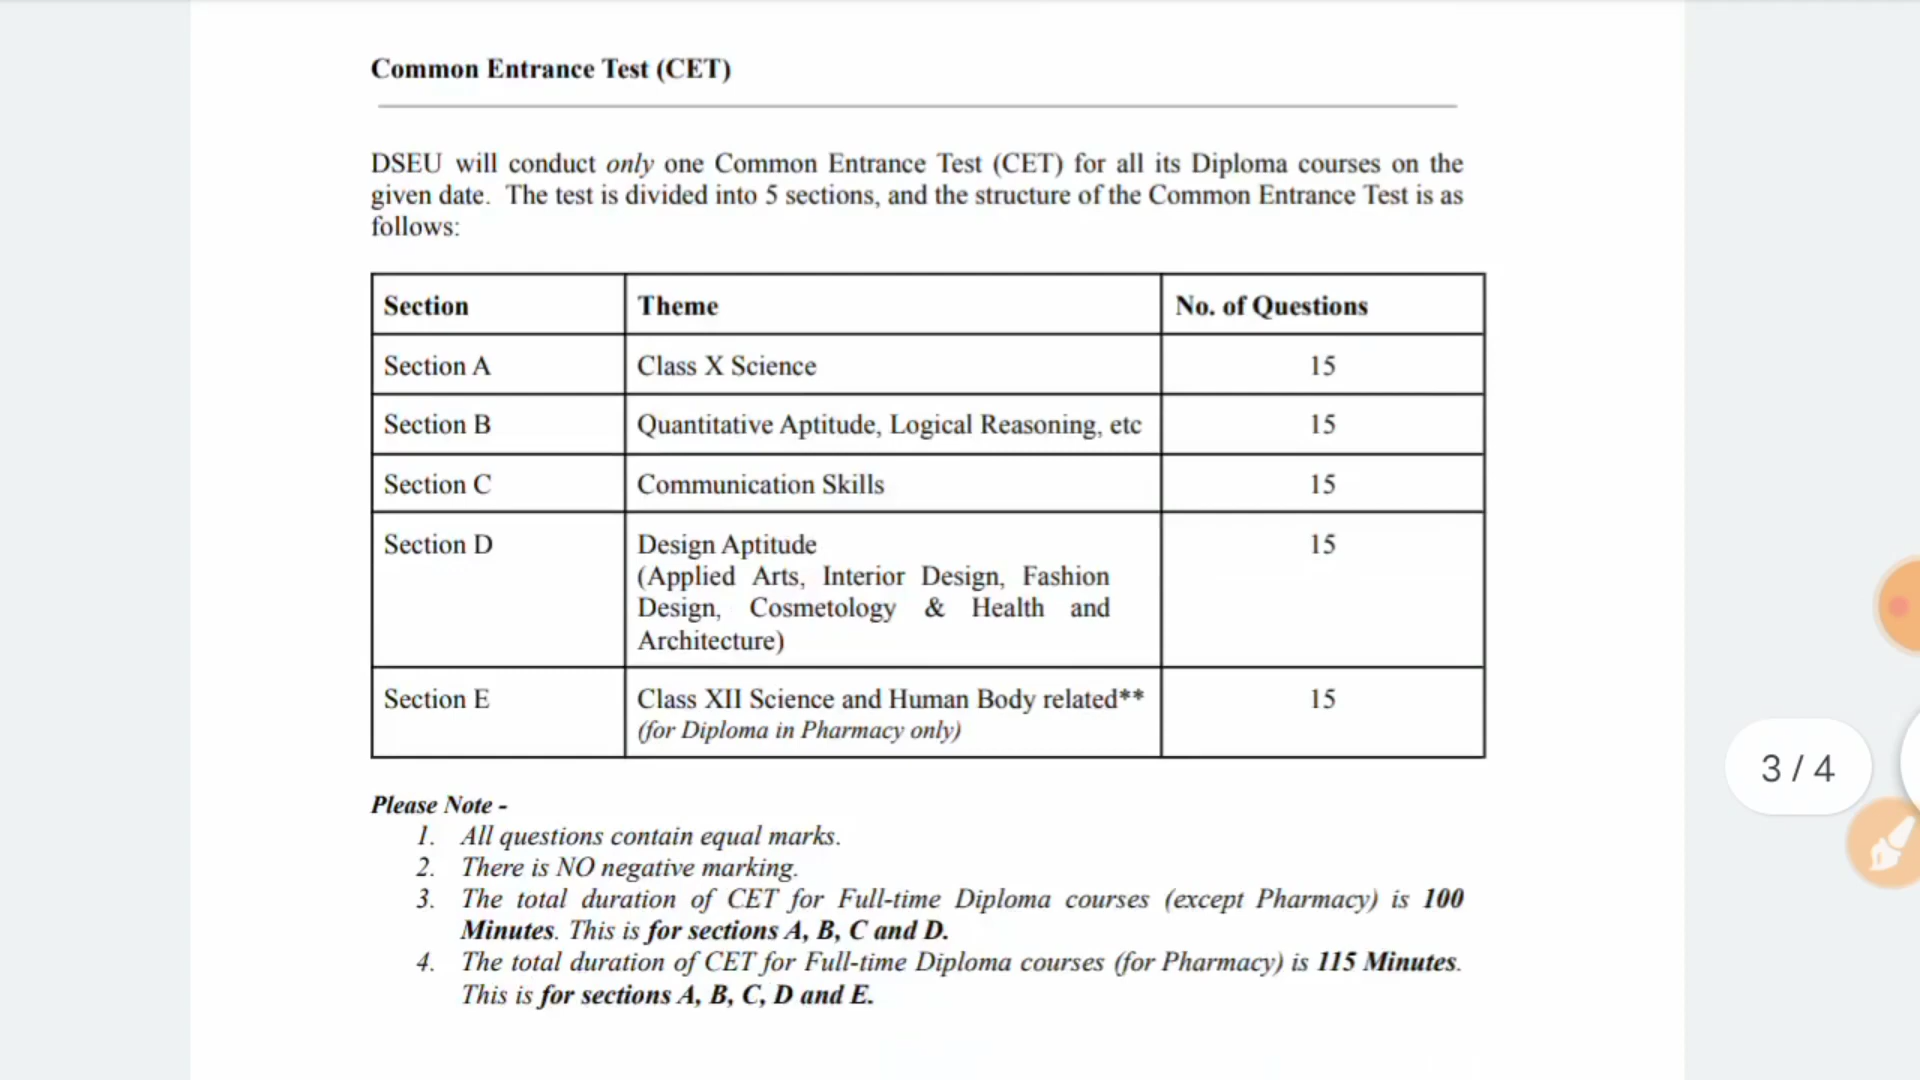 Common Entrance Test (CET)
DSEU will conduct only one Common Entrance Test (CET) for all its Diploma courses on the
given date. The test is divided into 5 sections, and the structure of the Common Entrance Test is as
follows:
Section Theme No. of Questions
Section A Class X Science 15
Section B Quantitative Aptitude, Logical Reasoning, etc 15
Section C Communication Skills 15
Section D Design Aptitude 15
(Applied Arts, Interior Design, Fashion
Design, Cosmetology & Health and
Architecture)
Section E Class XII Science and Human Body related** 15
(for Diploma in Pharmacy only)
Please Note -
1. All questions contain equal marks.
2. There is NO negative marking.
3. The total duration of CET for Full-time Diploma courses (except Pharmacy) is 100
Minutes. This is for sections A, B, C and D.
4. The total duration of CET for Full-time Diploma courses (for Pharmacy) is 115 Minutes.
This is for sections A, B, C, D and E.
3 / 4